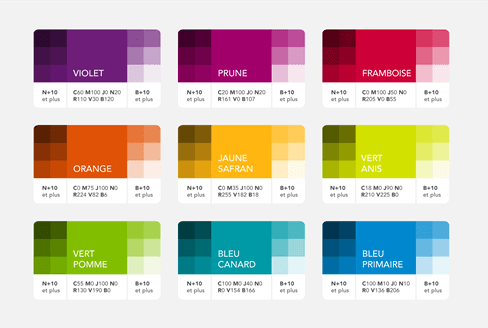 VIOLET
N+10
et plus
C60 M100 J0 N20
R110 V30 B120
B+10
et plus
PRUNE
N+10
et plus
C20 M100 J0 N20
R161 V0 B107
B+10
et plus
FRAMBOISE
N+10
et plus
C0 M100 J50 N0
R205 V0 B55
B+10
et plus
ORANGE
N+10
et plus
C0 M75 J100 N0
R224 V82 B6
B+10
et plus
JAUNE
SAFRAN
N+10
et plus
C0 M35 J100 N0
R255 V182 B18
B+10
et plus
VERT
ANIS
N+10
et plus
C18 M0 J90 N0
R210 V225 B0
B+10
et plus
VERT
POMME
N+10
et plus
C55 M0 J100 N0
R130 V190 B0
B+10
et plus
BLEU
CANARD
N+10
et plus
C100 M0 J40 N0
R0 V154 B166
B+10
et plus
BLEU
PRIMAIRE
N+10
et plus
C100 M10 J0 N10
R0 V136 B206
B+10
et plus